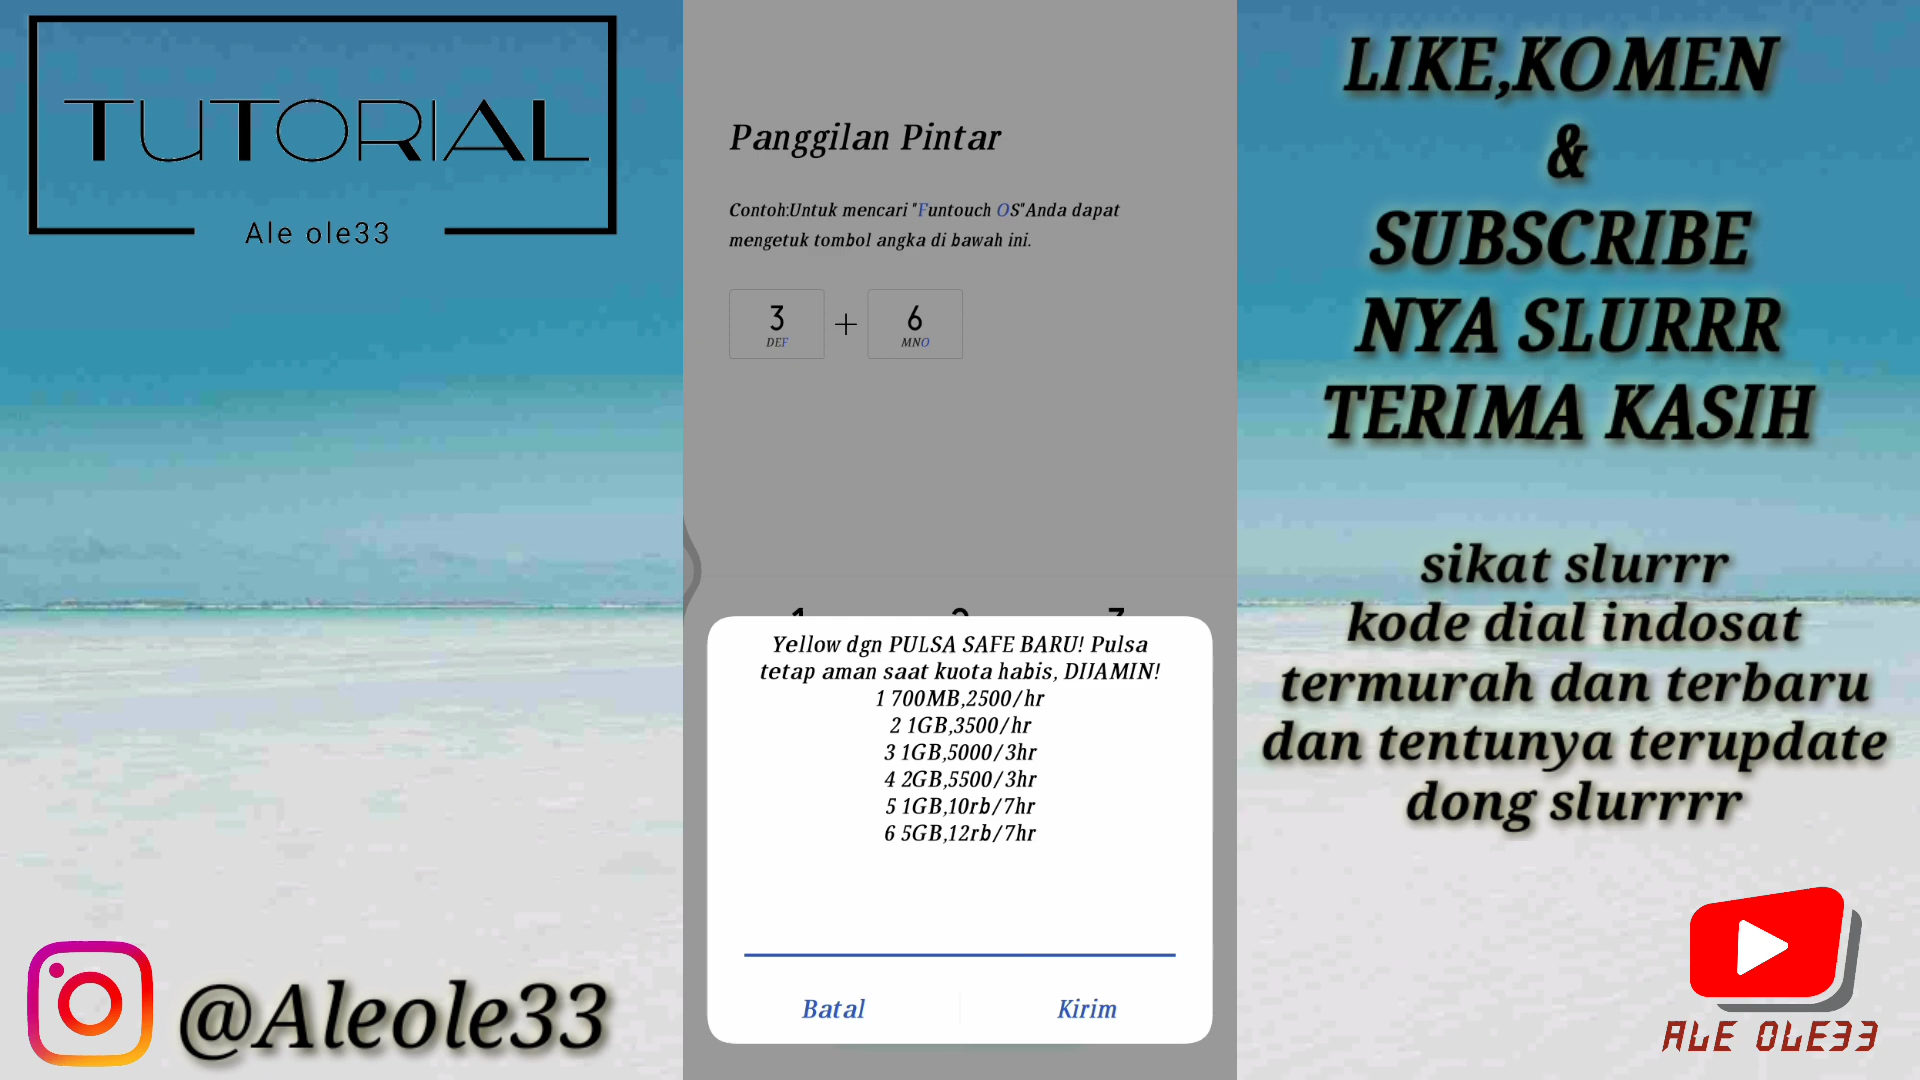 TUTORIAL
Ale ole33
@Aleole33
Panggilan Pintar
Contoh:Untuk mencari "Funtouch OS"Anda dapat
mengetuk tombol angka di bawah ini.
3 + 6
DEF MNO
Yellow dgn PULSA SAFE BARU! Pulsa
tetap aman saat kuota habis, DIJAMIN!
1 700MB,2500/hr
2 1GB,3500/hr
3 1GB,5000/3hr
4 2GB,5500/3hr
5 1GB,10rb/7hr
6 5GB,12rb/7hr
Batal Kirim
LIKE,KOMEN
&
SUBSCRIBE
NYA SLURRR
TERIMA KASIH
sikat slurrr
kode dial indosat
termurah dan terbaru
dan tentunya terupdate
dong slurrrr
ALE OLE33